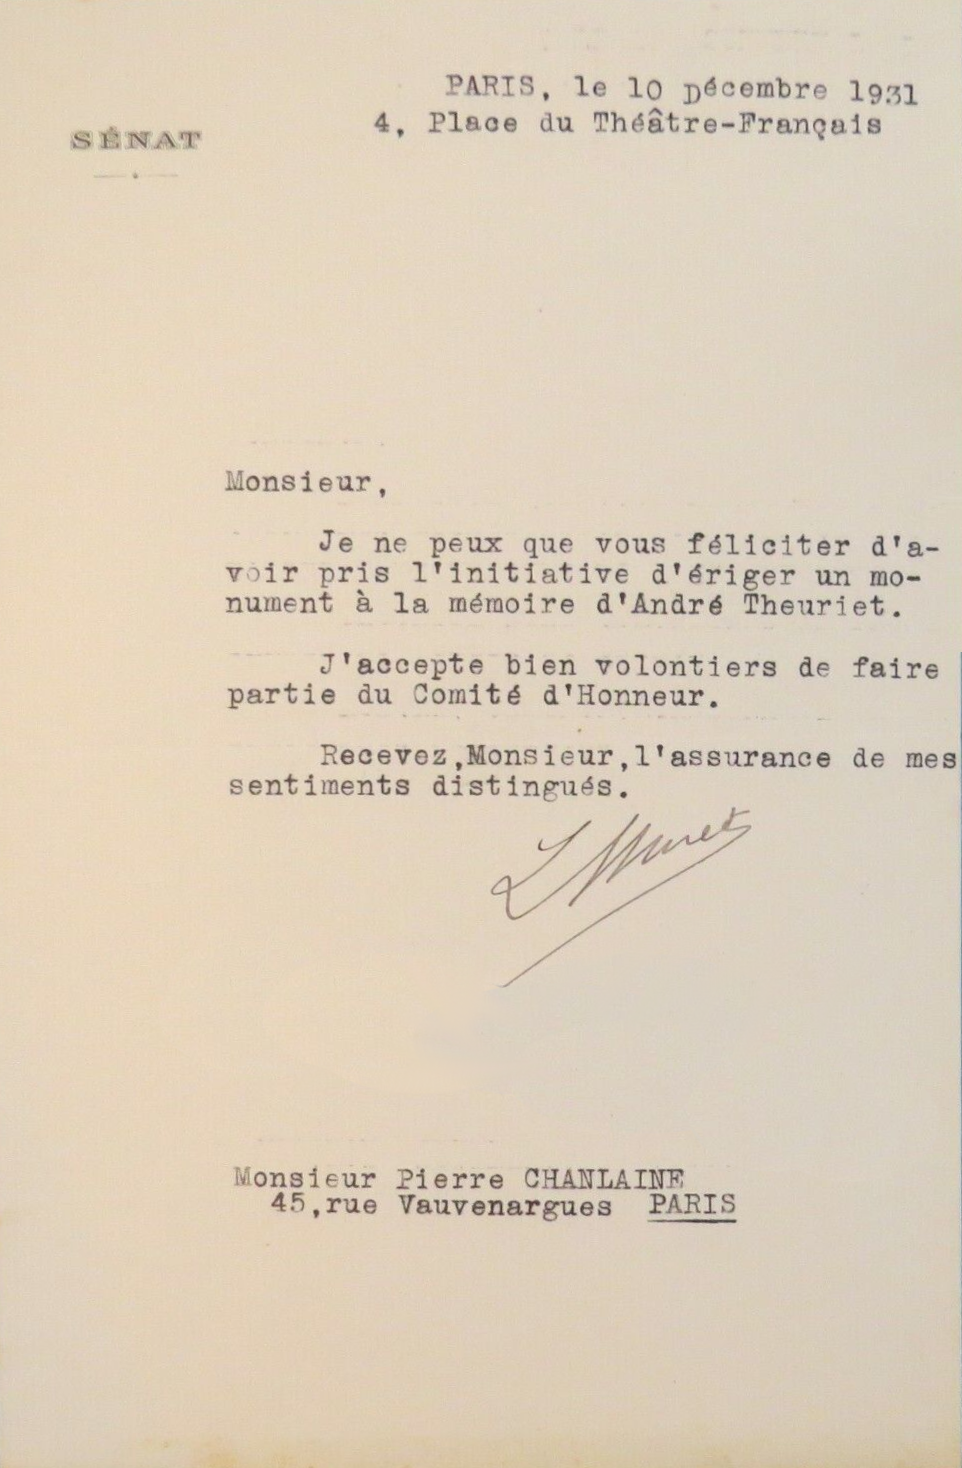 PARIS, le 10 Décembre 1931
4, Place du Théâtre-Français
SÉNAT
Monsieur,
Je ne peux que vous féliciter d'a-
voir pris l'initiative d'ériger un mo-
nument à la mémoire d'André Theuriet.
J'accepte bien volontiers de faire
partie du Comité d'Honneur.
Recevez,Monsieur,l'assurance de mes
sentiments distingués.
Monsieur Pierre CHANLAINE
45,rue Vauvenargues PARIS